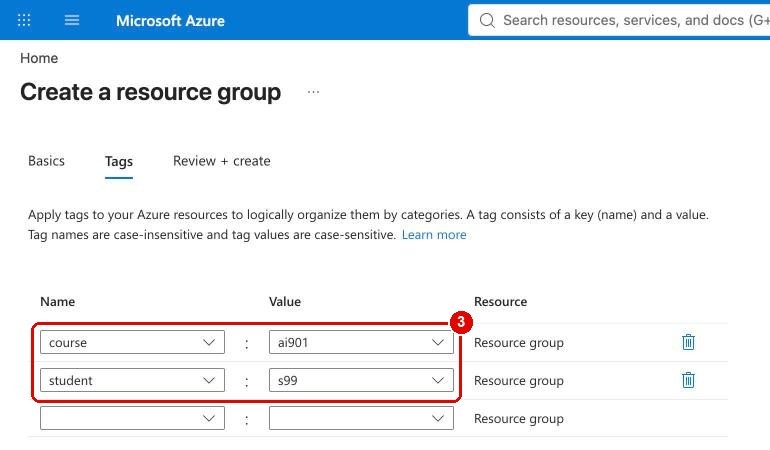 Microsoft Azure
Search resources, services, and docs (G+
Home
Create a resource group ...
Basics Tags Review + create
Apply tags to your Azure resources to logically organize them by categories. A tag consists of a key (name) and a value.
Tag names are case-insensitive and tag values are case-sensitive. Learn more
Name Value Resource
3
course : ai901 Resource group
student : s99 Resource group
: Resource group